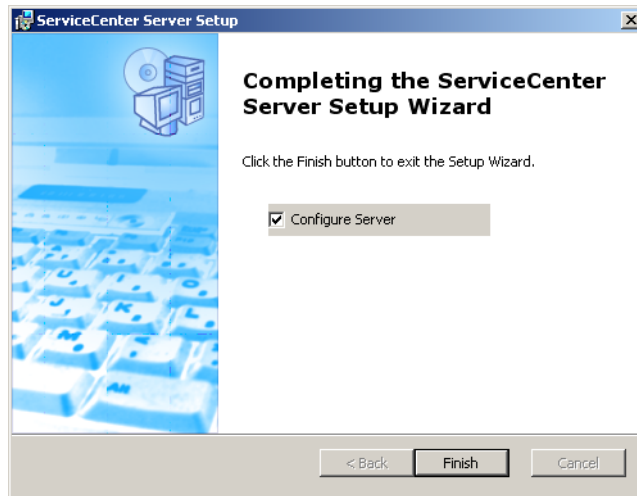 ServiceCenter Server Setup
Completing the ServiceCenter
Server Setup Wizard
Click the Finish button to exit the Setup Wizard.
Configure Server
< Back
Finish
Cancel